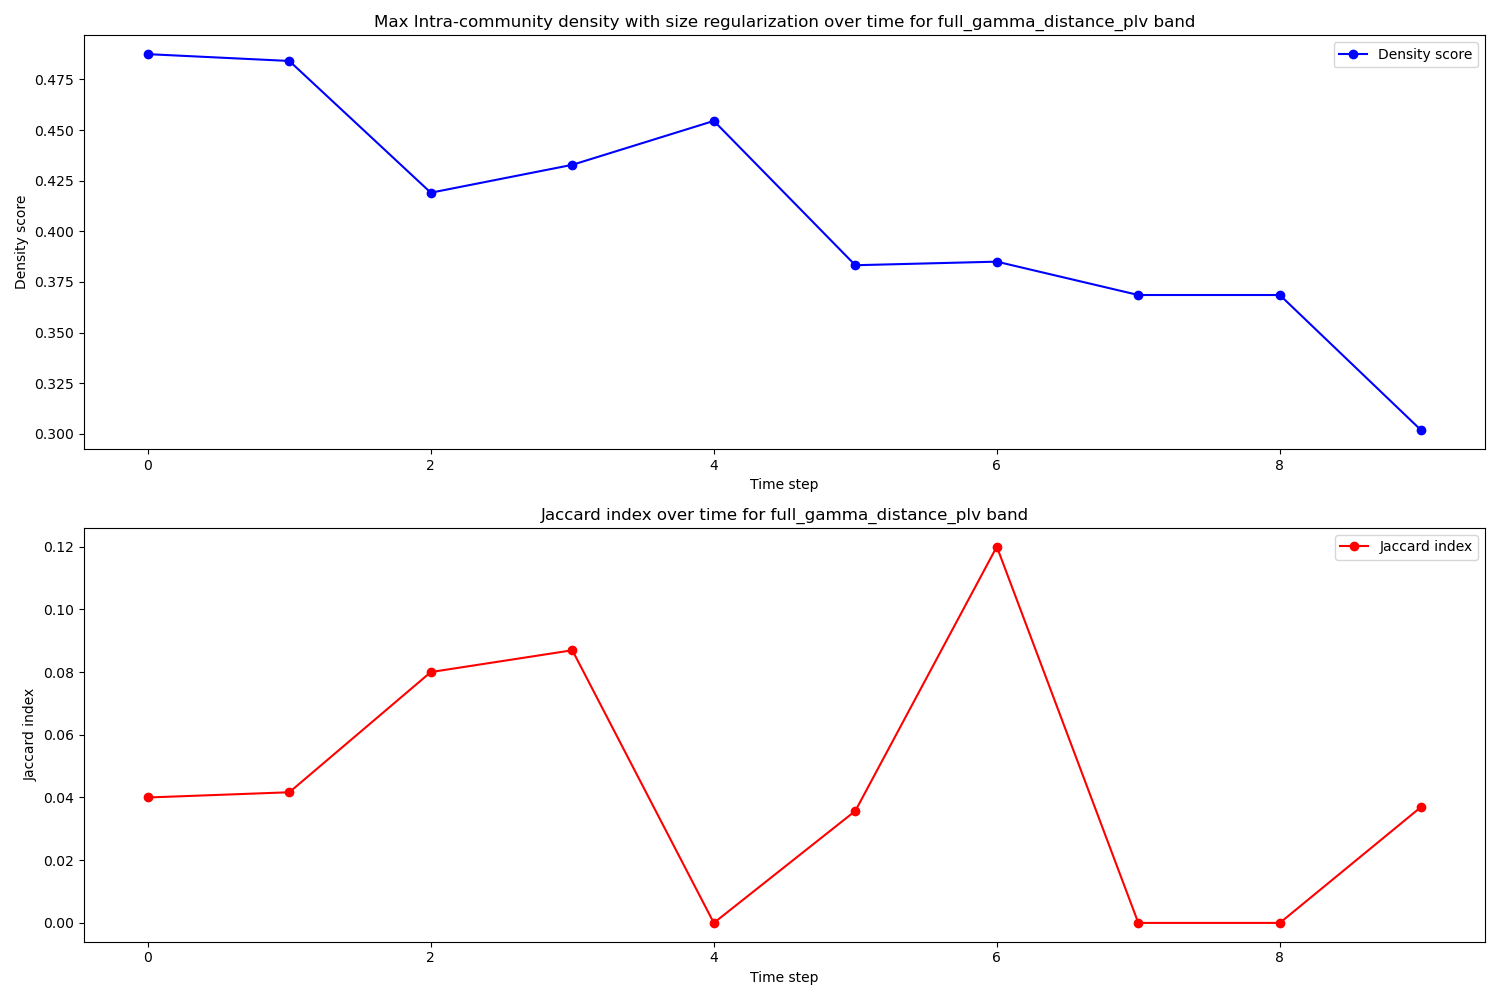 Max Intra-community density with size regularization over time for full_gamma_distance_plv band
Density score
0.475
0.450
0.425
0.400
0.375
0.350
0.325
0.300
Density score
0 2 4 6 8
Time step
Jaccard index over time for full_gamma_distance_plv band
Jaccard index
0.12
0.10
0.08
0.06
0.04
0.02
0.00
Jaccard index
0 2 4 6 8
Time step